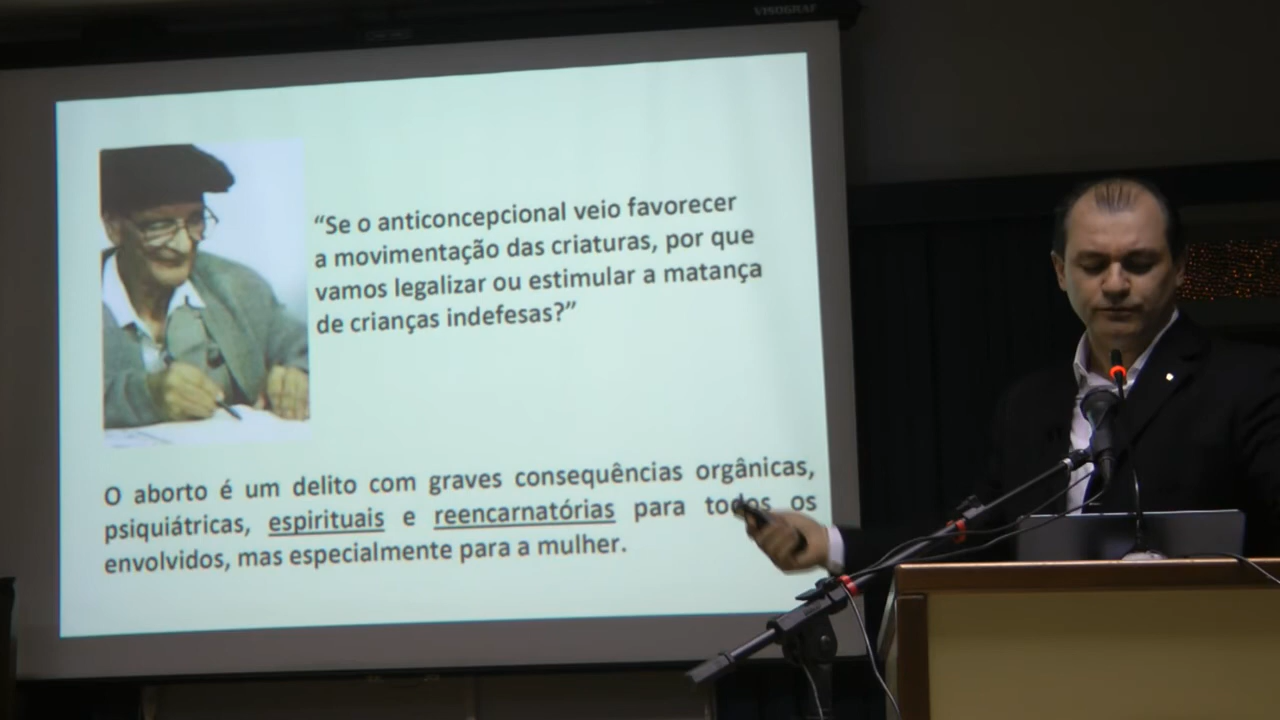 VISOGRAF
“Se o anticoncepcional veio favorecer
a movimentação das criaturas, por que
vamos legalizar ou estimular a matança
de crianças indefesas?”
O aborto é um delito com graves consequências orgânicas,
psiquiátricas, espirituais e reencarnatórias para todos os
envolvidos, mas especialmente para a mulher.